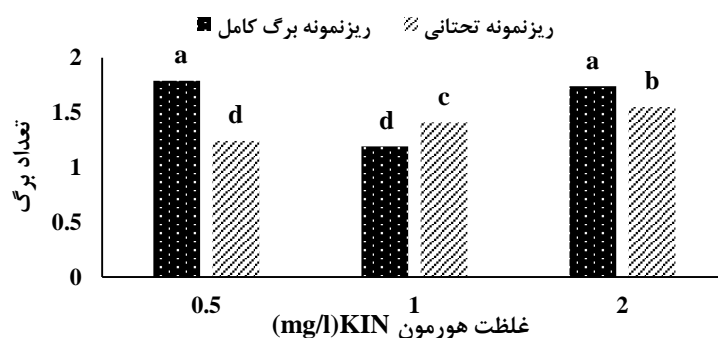 ریزنمونه برگ کامل ریزنمونه تحتانی
2
1.5
1
0.5
0
تعداد برگ
a
d
d
c
a
b
0.5 1 2
غلظت هورمون KIN(mg/l)